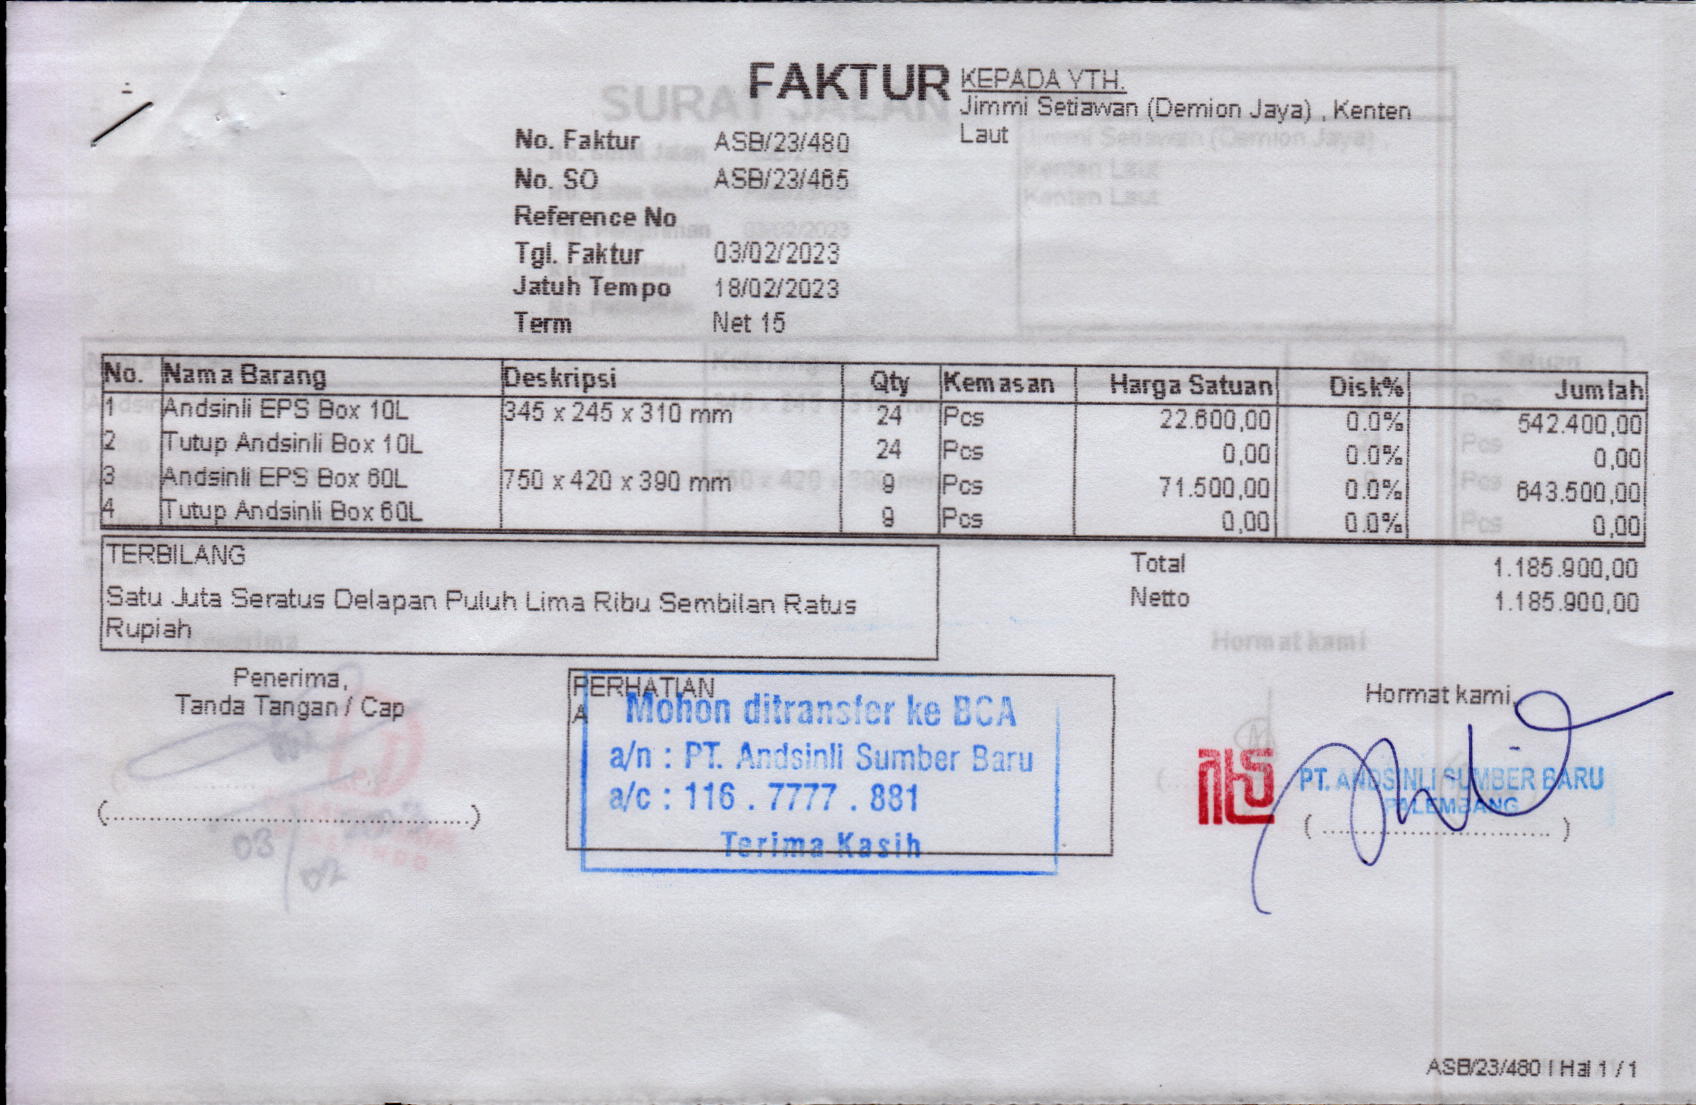 FAKTUR
KEPADA YTH.
Jimmi Setiawan (Demion Jaya) , Kenten
Laut
No. Faktur ASB/23/480
No. SO ASB/23/465
Reference No
Tgl. Faktur 03/02/2023
Jatuh Tempo 18/02/2023
Term Net 15
No. Nama Barang Deskripsi Qty Kemasan Harga Satuan Disk% Jumlah
1 Andsinli EPS Box 10L 345 x 245 x 310 mm 24 Pcs 22.600,00 0.0% 542.400,00
2 Tutup Andsinli Box 10L 24 Pcs 0,00 0.0% 0,00
3 Andsinli EPS Box 60L 750 x 420 x 390 mm 9 Pcs 71.500,00 0.0% 643.500,00
4 Tutup Andsinli Box 60L 9 Pcs 0,00 0.0% 0,00
TERBILANG
Satu Juta Seratus Delapan Puluh Lima Ribu Sembilan Ratus
Rupiah
Total 1.185.900,00
Netto 1.185.900,00
Penerima,
Tanda Tangan / Cap
(........................................................)
PERHATIAN
A
Mohon ditransfer ke BCA
a/n : PT. Andsinli Sumber Baru
a/c : 116 . 7777 . 881
Terima Kasih
Hormat kami,
PT. ANDSINLI SUMBER BARU
PALEMBANG
( ................................... )
ASB/23/480 | Hal 1 / 1